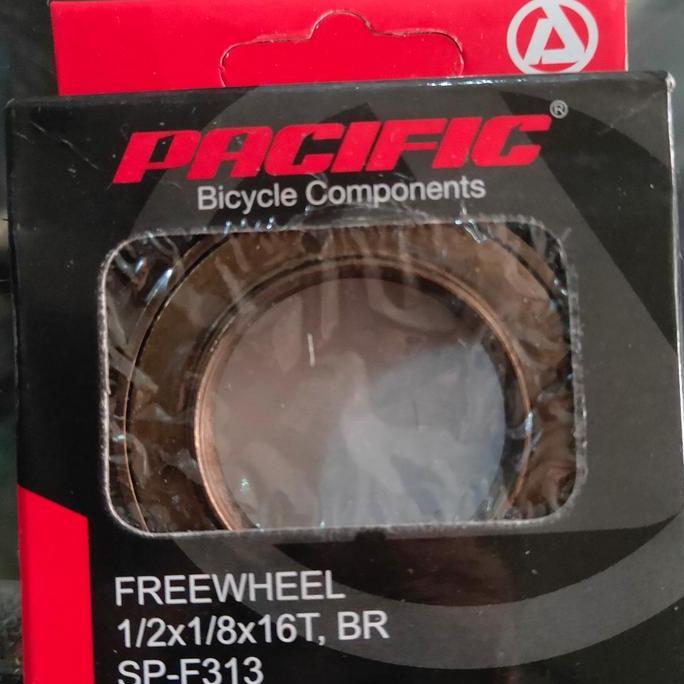 PACIFIC®
Bicycle Components
FREEWHEEL
1/2x1/8x16T, BR
SP-F313